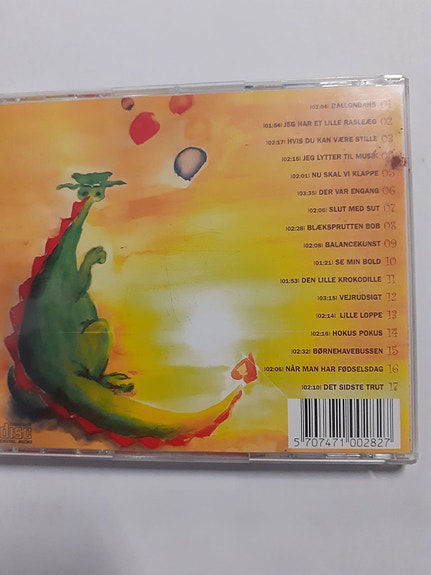 (03:04) BALLONDANS 01
(01:54) JEG HAR ET LILLE RASLEÆG 02
(02:17) HVIS DU KAN VÆRE STILLE 03
(02:15) JEG LYTTER TIL MUSIK
(02:01) NU SKAL VI KLAPPE 05
(02:35) DER VAR ENGANG 06
(02:00) SLUT MED SUT 07
(02:29) BLÆKSPRUTTEN BOB 08
(02:08) BALANCEKUNST 09
(01:21) SE MIN BOLD 10
(01:53) DEN LILLE KROKODILLE 11
(03:15) VEJRUDSIGT 12
(02:14) LILLE LOPPE 13
(02:16) HOKUS POKUS 14
(02:32) BØRNEHAVEBUSSEN 15
(02:06) NÅR MAN HAR FØDSELSDAG 16
(02:10) DET SIDSTE TRUT 17
disc
5 707471 002827